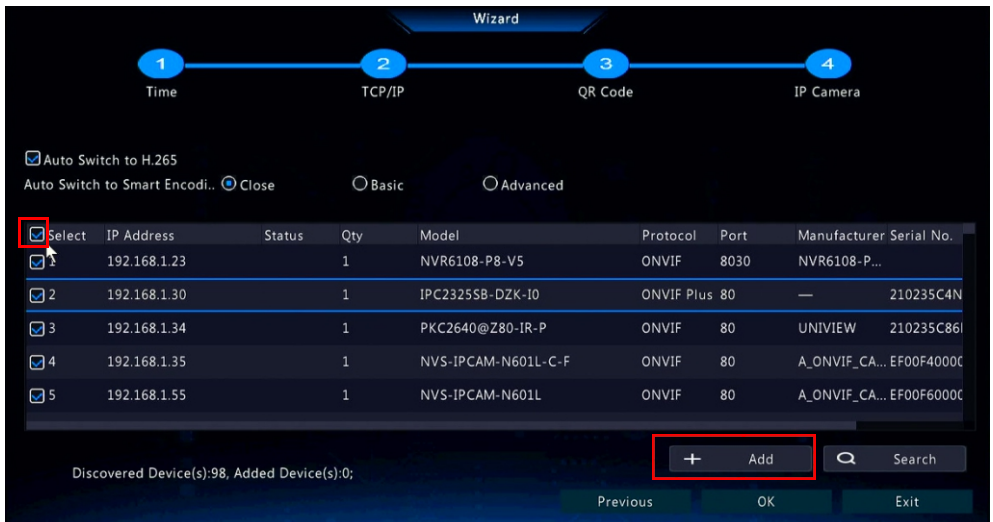 Wizard
1 2 3 4
Time TCP/IP QR Code IP Camera
Auto Switch to H.265
Auto Switch to Smart Encodi.. Close Basic Advanced
Select IP Address Status Qty Model Protocol Port Manufacturer Serial No.
1 192.168.1.23 1 NVR6108-P8-V5 ONVIF 8030 NVR6108-P...
2 192.168.1.30 1 IPC2325SB-DZK-I0 ONVIF Plus 80 — 210235C4N
3 192.168.1.34 1 PKC2640@Z80-IR-P ONVIF 80 UNIVIEW 210235C86
4 192.168.1.35 1 NVS-IPCAM-N601L-C-F ONVIF 80 A_ONVIF_CA... EF00F40000
5 192.168.1.55 1 NVS-IPCAM-N601L ONVIF 80 A_ONVIF_CA... EF00F60000
+ Add Search
Discovered Device(s):98, Added Device(s):0;
Previous OK Exit